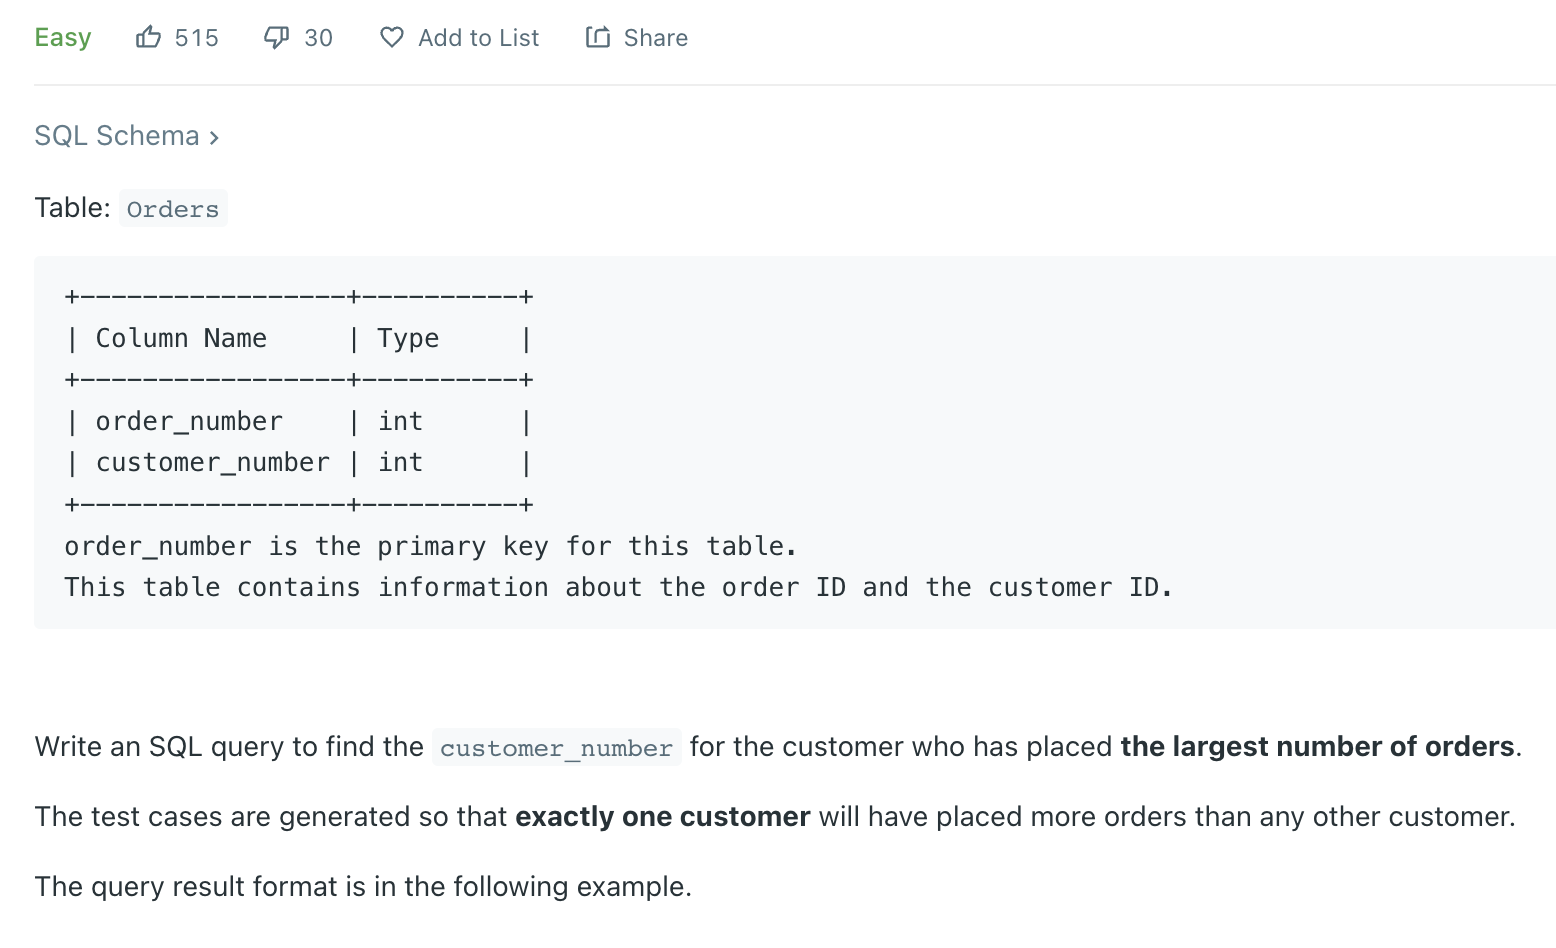 Easy 515 30 Add to List Share
SQL Schema >
Table: Orders
+-----------------+----------+
| Column Name     | Type     |
+-----------------+----------+
| order_number    | int      |
| customer_number | int      |
+-----------------+----------+
order_number is the primary key for this table.
This table contains information about the order ID and the customer ID.
Write an SQL query to find the customer_number for the customer who has placed the largest number of orders.
The test cases are generated so that exactly one customer will have placed more orders than any other customer.
The query result format is in the following example.